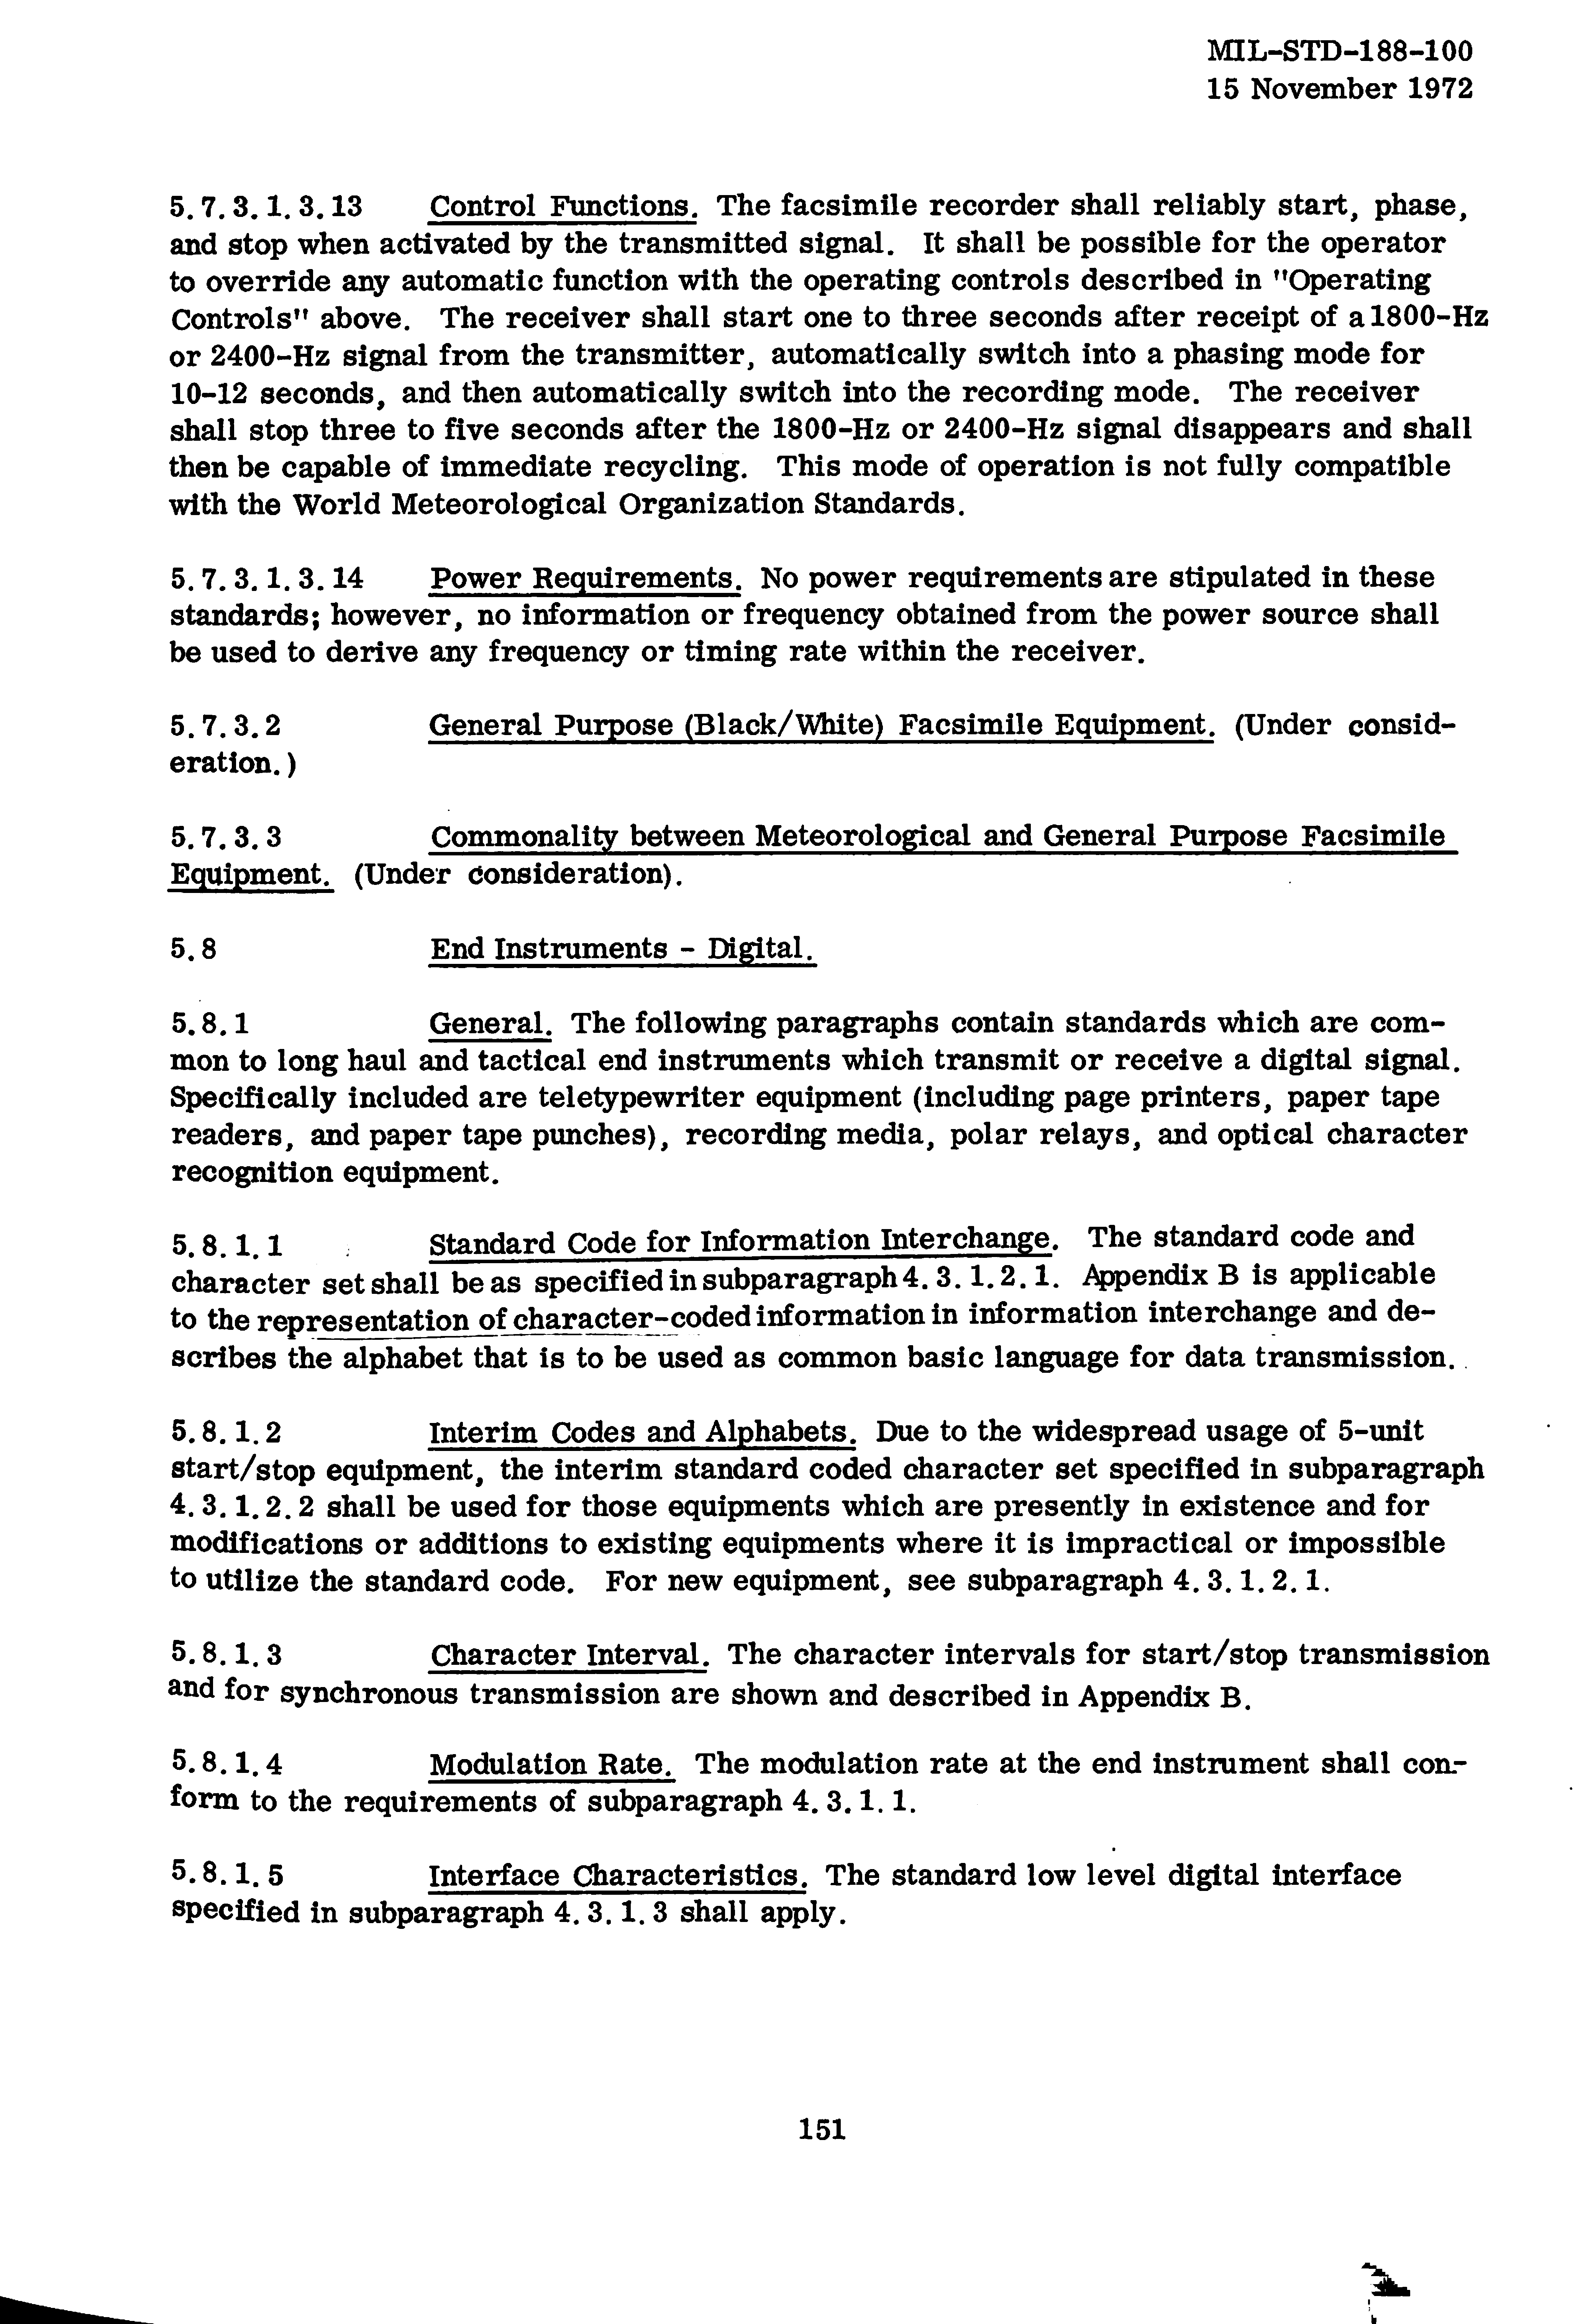 MIL-STD-188-100
15 November 1972
5.7.3.1.3.13 Control Functions. The facsimile recorder shall reliably start, phase,
and stop when activated by the transmitted signal. It shall be possible for the operator
to override any automatic function with the operating controls described in "Operating
Controls" above. The receiver shall start one to three seconds after receipt of a 1800-Hz
or 2400-Hz signal from the transmitter, automatically switch into a phasing mode for
10-12 seconds, and then automatically switch into the recording mode. The receiver
shall stop three to five seconds after the 1800-Hz or 2400-Hz signal disappears and shall
then be capable of immediate recycling. This mode of operation is not fully compatible
with the World Meteorological Organization Standards.
5.7.3.1.3.14 Power Requirements. No power requirements are stipulated in these
standards; however, no information or frequency obtained from the power source shall
be used to derive any frequency or timing rate within the receiver.
5.7.3.2 General Purpose (Black/White) Facsimile Equipment. (Under consid-
eration.)
5.7.3.3 Commonality between Meteorological and General Purpose Facsimile
Equipment. (Under consideration).
5.8 End Instruments - Digital.
5.8.1 General. The following paragraphs contain standards which are com-
mon to long haul and tactical end instruments which transmit or receive a digital signal.
Specifically included are teletypewriter equipment (including page printers, paper tape
readers, and paper tape punches), recording media, polar relays, and optical character
recognition equipment.
5.8.1.1 Standard Code for Information Interchange. The standard code and
character set shall be as specified in subparagraph 4.3.1.2.1. Appendix B is applicable
to the representation of character-coded information in information interchange and de-
scribes the alphabet that is to be used as common basic language for data transmission.
5.8.1.2 Interim Codes and Alphabets. Due to the widespread usage of 5-unit
start/stop equipment, the interim standard coded character set specified in subparagraph
4.3.1.2.2 shall be used for those equipments which are presently in existence and for
modifications or additions to existing equipments where it is impractical or impossible
to utilize the standard code. For new equipment, see subparagraph 4.3.1.2.1.
5.8.1.3 Character Interval. The character intervals for start/stop transmission
and for synchronous transmission are shown and described in Appendix B.
5.8.1.4 Modulation Rate. The modulation rate at the end instrument shall con-
form to the requirements of subparagraph 4.3.1.1.
5.8.1.5 Interface Characteristics. The standard low level digital interface
specified in subparagraph 4.3.1.3 shall apply.
151